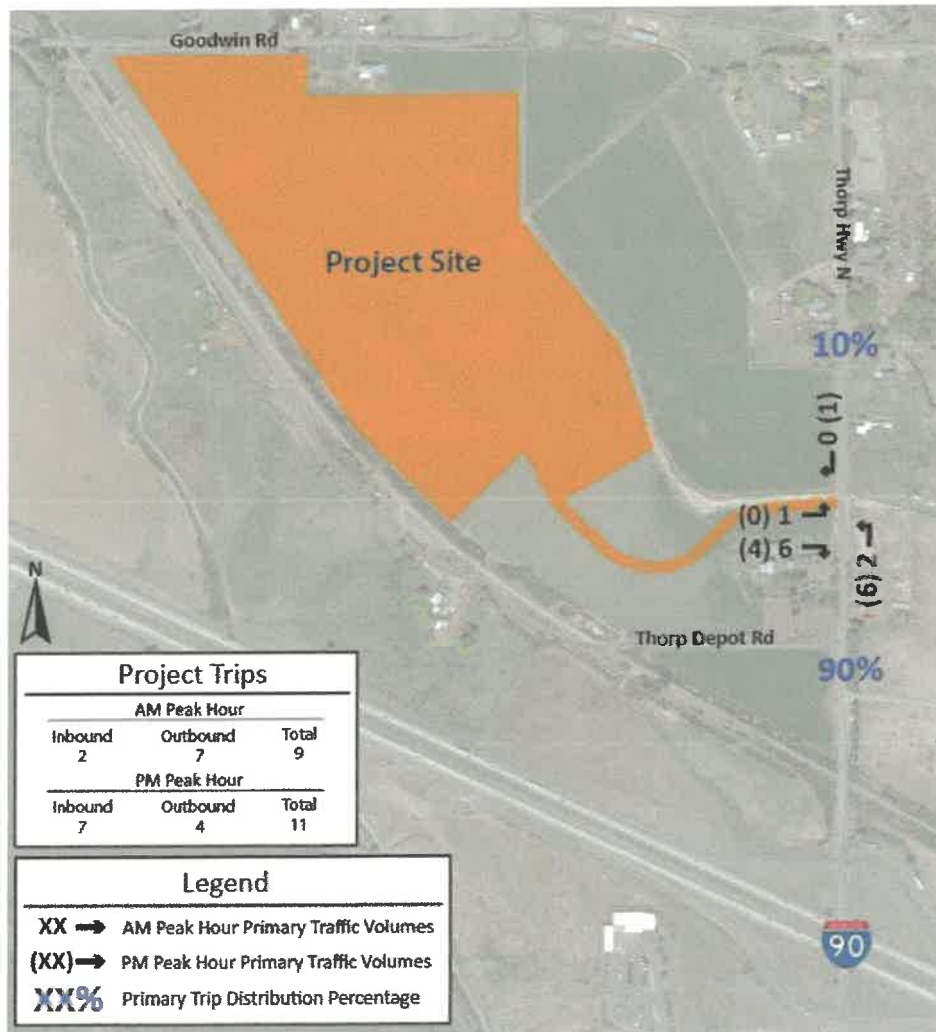 Goodwin Rd
Thorp Hwy N
Project Site
10%
0 (1)
(0) 1
(4) 6
(6) 2
N
Thorp Depot Rd
90%
Project Trips
AM Peak Hour
Inbound Outbound Total
2 7 9
PM Peak Hour
Inbound Outbound Total
7 4 11
Legend
XX AM Peak Hour Primary Traffic Volumes
(XX) PM Peak Hour Primary Traffic Volumes
XX% Primary Trip Distribution Percentage
90